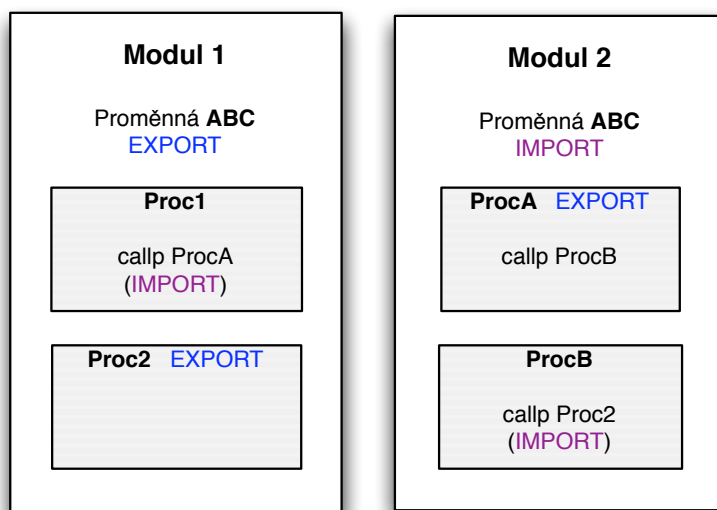 Modul 1
Proměnná ABC
EXPORT
Proc1
callp ProcA
(IMPORT)
Proc2 EXPORT
Modul 2
Proměnná ABC
IMPORT
ProcA EXPORT
callp ProcB
ProcB
callp Proc2
(IMPORT)